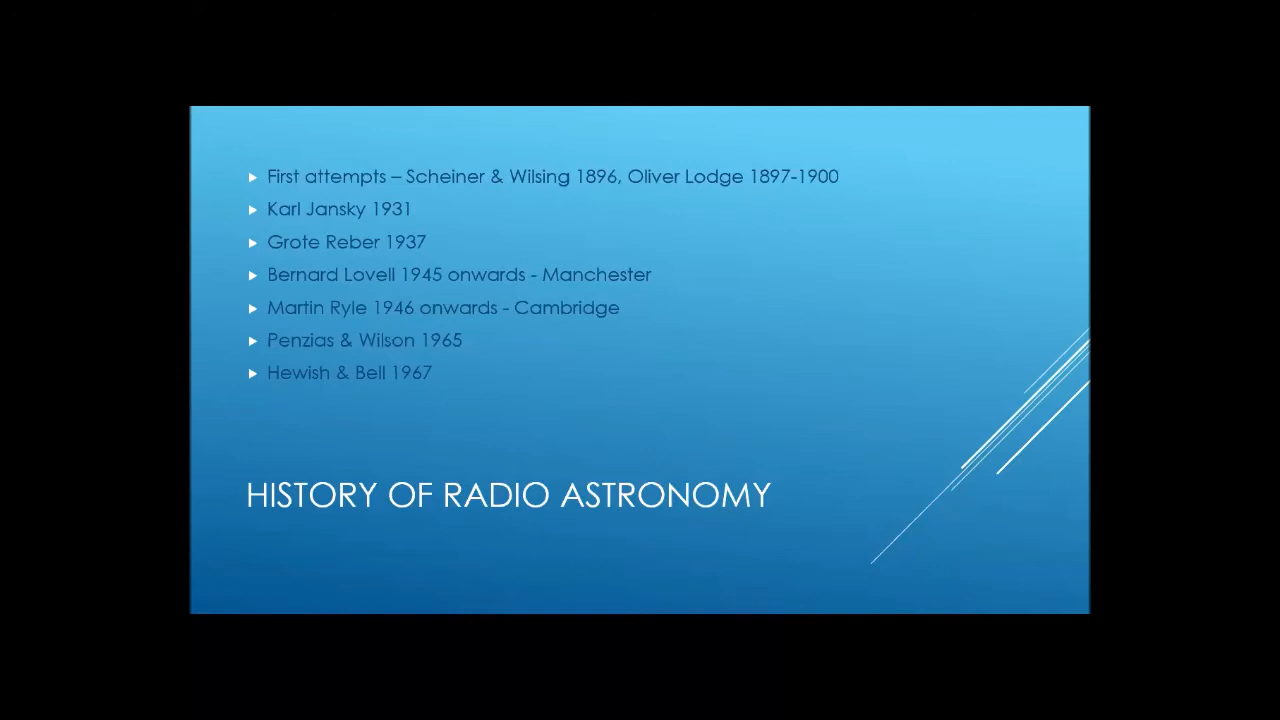 First attempts – Scheiner & Wilsing 1896, Oliver Lodge 1897-1900
Karl Jansky 1931
Grote Reber 1937
Bernard Lovell 1945 onwards - Manchester
Martin Ryle 1946 onwards - Cambridge
Penzias & Wilson 1965
Hewish & Bell 1967
HISTORY OF RADIO ASTRONOMY